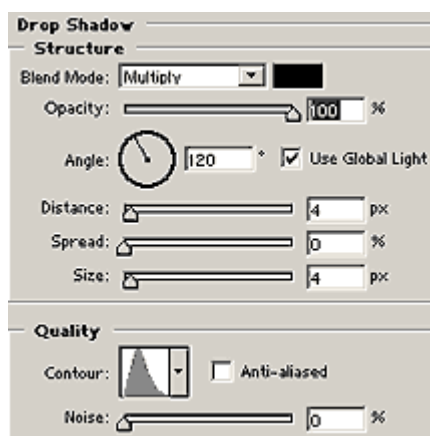 Drop Shadow
Structure
Blend Mode: Multiply
Opacity: 100 %
Angle: 120 ° Use Global Light
Distance: 4 px
Spread: 0 %
Size: 4 px
Quality
Contour: Anti-aliased
Noise: 0 %